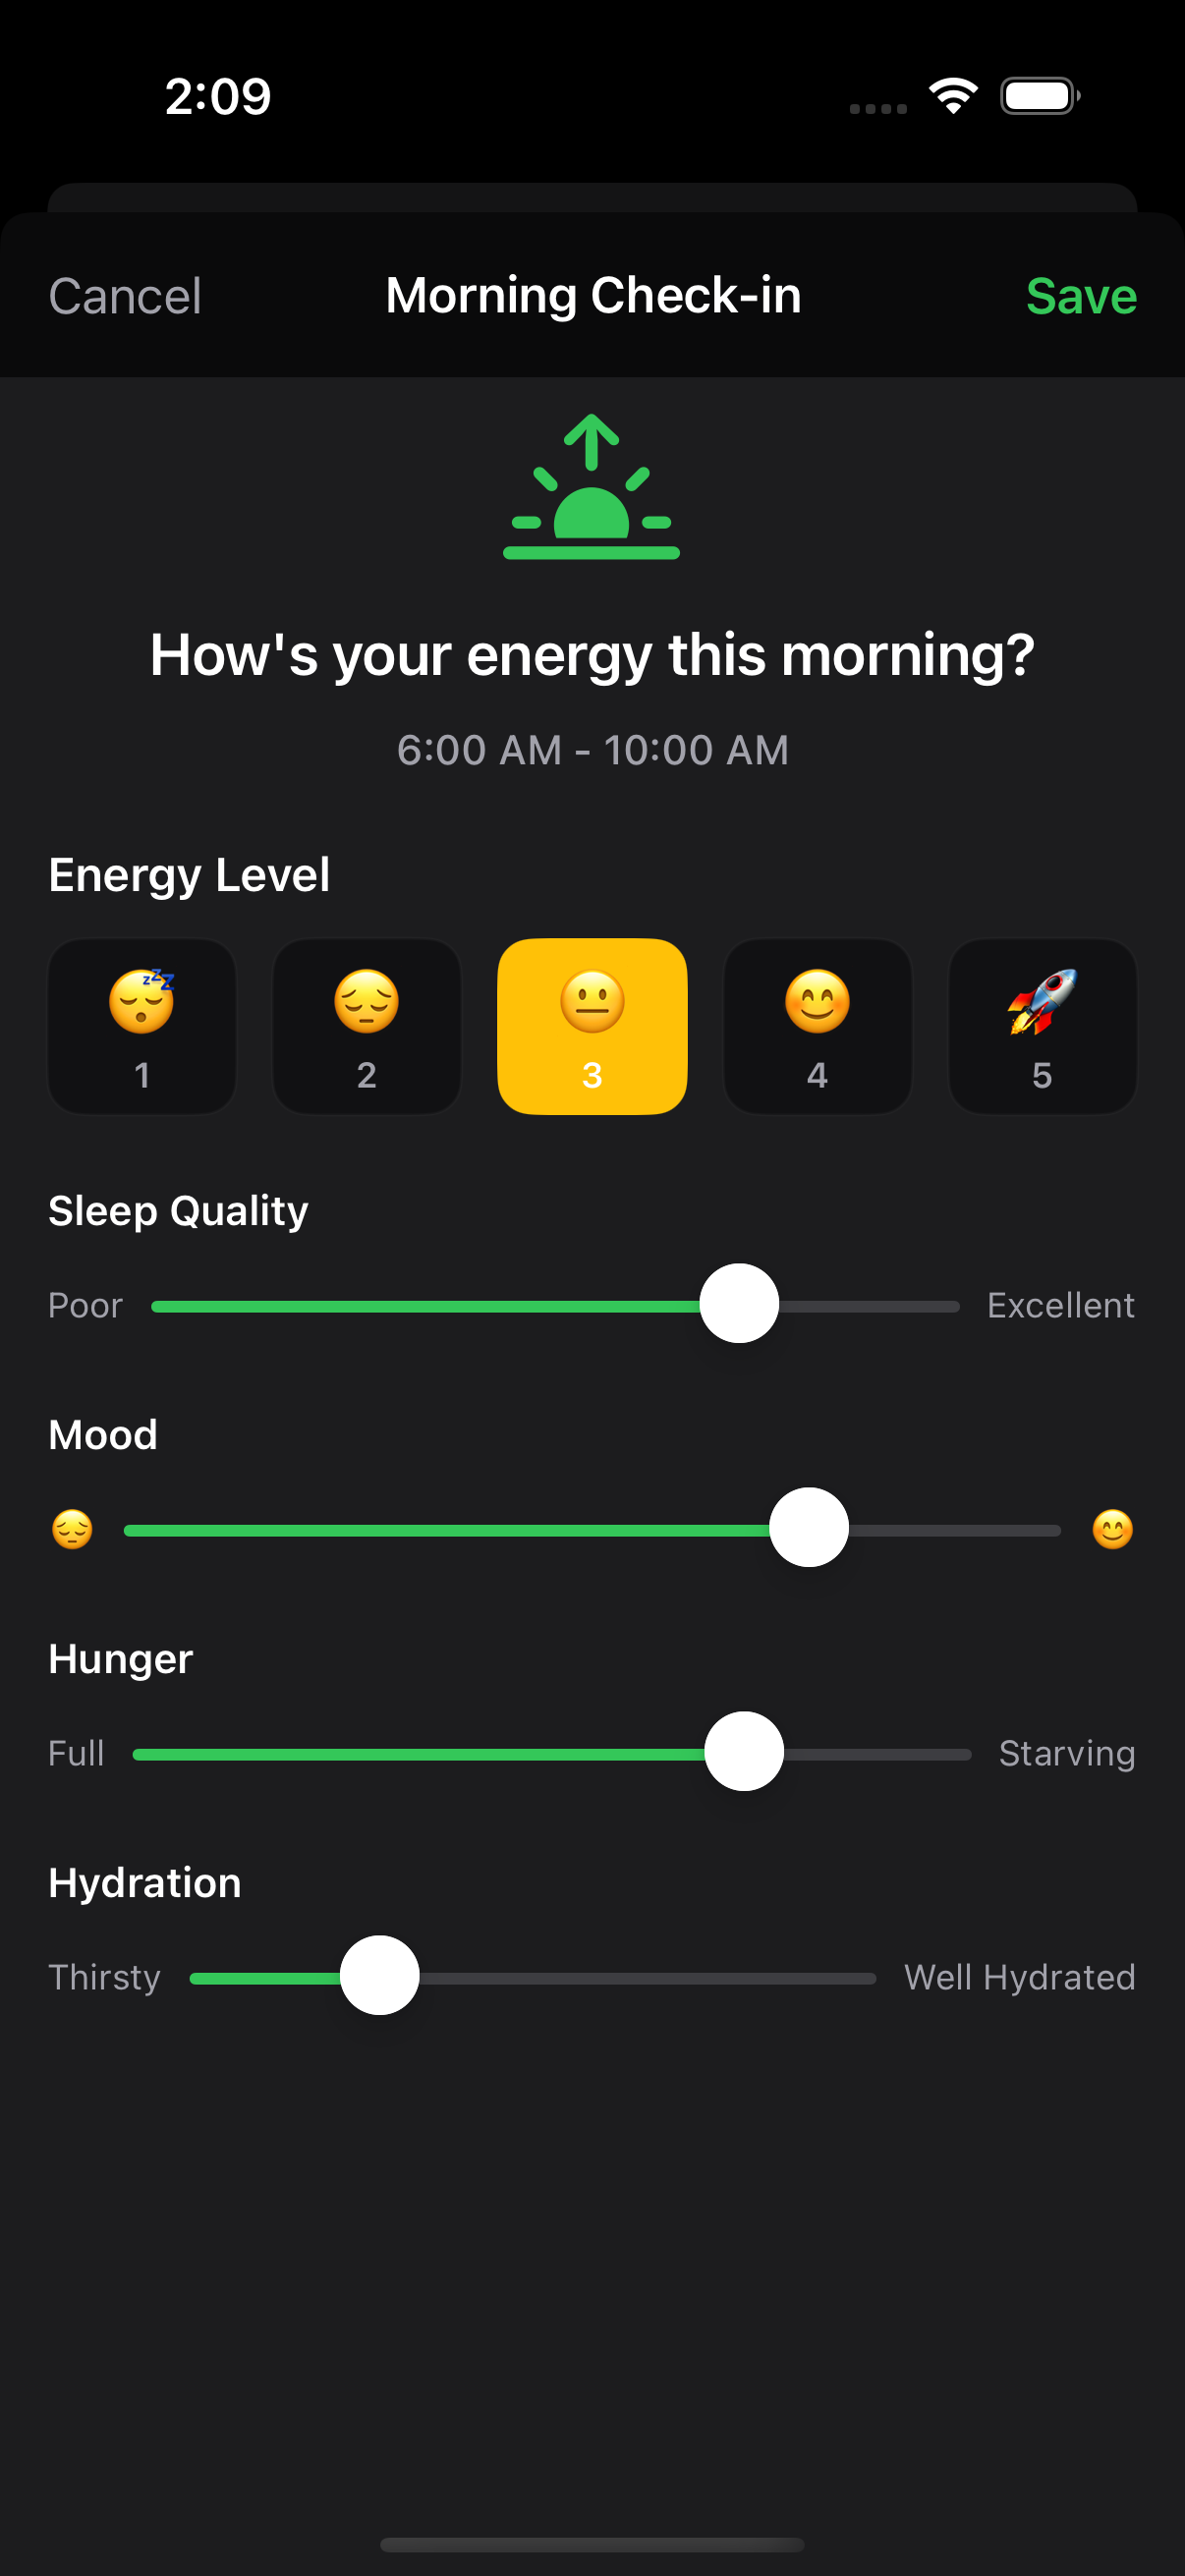 2:09
Cancel Morning Check-in Save
How's your energy this morning?
6:00 AM - 10:00 AM
Energy Level
1 2 3 4 5
Sleep Quality
Poor Excellent
Mood
Hunger
Full Starving
Hydration
Thirsty Well Hydrated